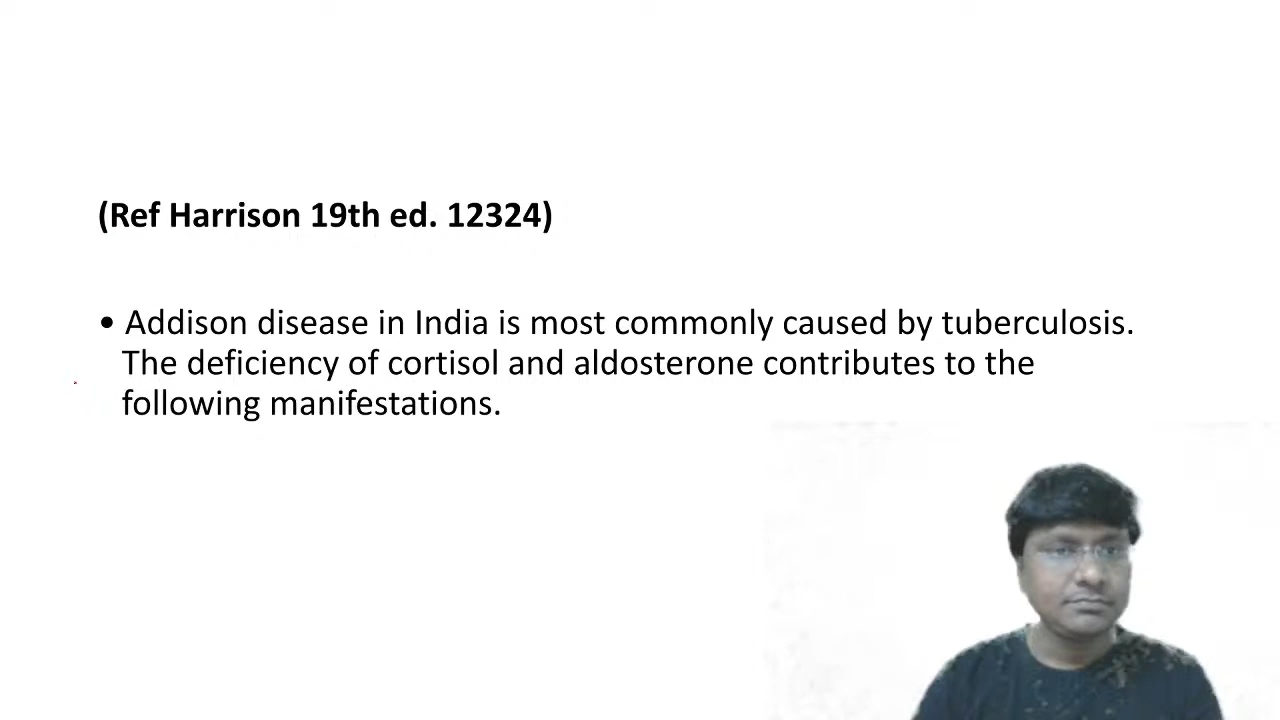 (Ref Harrison 19th ed. 12324)
• Addison disease in India is most commonly caused by tuberculosis.
The deficiency of cortisol and aldosterone contributes to the
following manifestations.